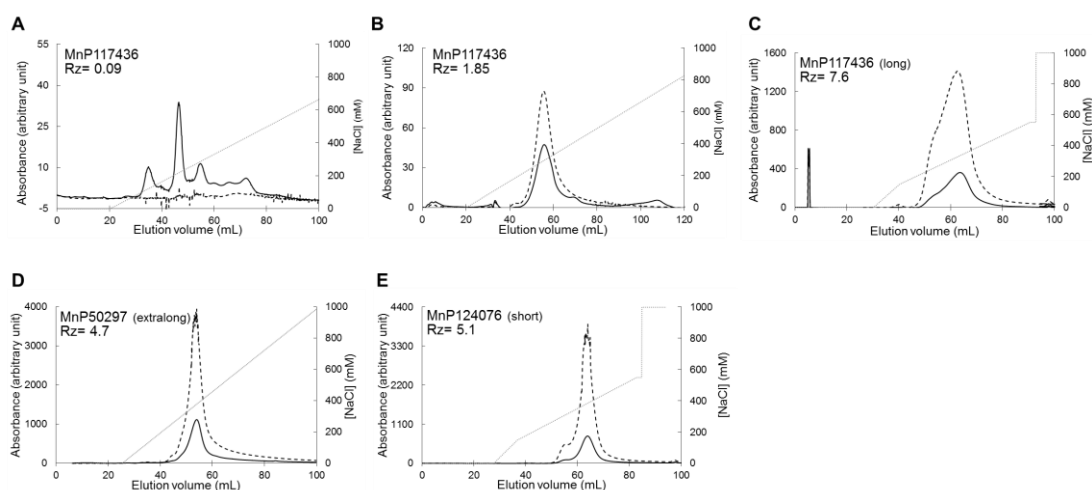 A
MnP117436
Rz= 0.09
Absorbance (arbitrary unit)
55
45
35
25
10
-5
0
20
40
60
80
100
Elution volume (mL)
1000
800
600
400
200
0
[NaCl] (mM)
B
MnP117436
Rz= 1.85
Absorbance (arbitrary unit)
120
90
60
30
0
0
20
40
60
80
100
120
Elution volume (mL)
1000
800
600
400
200
0
[NaCl] (mM)
C
MnP117436 (long)
Rz= 7.6
Absorbance (arbitrary unit)
1600
1200
800
400
0
0
20
40
60
80
100
Elution volume (mL)
1000
800
600
400
200
0
[NaCl] (mM)
D
MnP50297 (extralong)
Rz= 4.7
Absorbance (arbitrary unit)
4000
3000
2000
1000
0
0
20
40
60
80
100
Elution volume (mL)
1000
800
600
400
200
0
[NaCl] (mM)
E
MnP124076 (short)
Rz= 5.1
Absorbance (arbitrary unit)
4400
3300
2200
1100
0
0
20
40
60
80
100
Elution volume (mL)
1000
800
600
400
200
0
[NaCl] (mM)